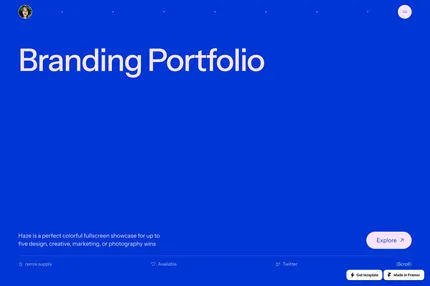 Branding Portfolio
Haze is a perfect colorful fullscreen showcase for up to
five design, creative, marketing, or photography wins
Explore
remix.supply
Available
Twitter
(Scroll)
Get template
Made in Framer